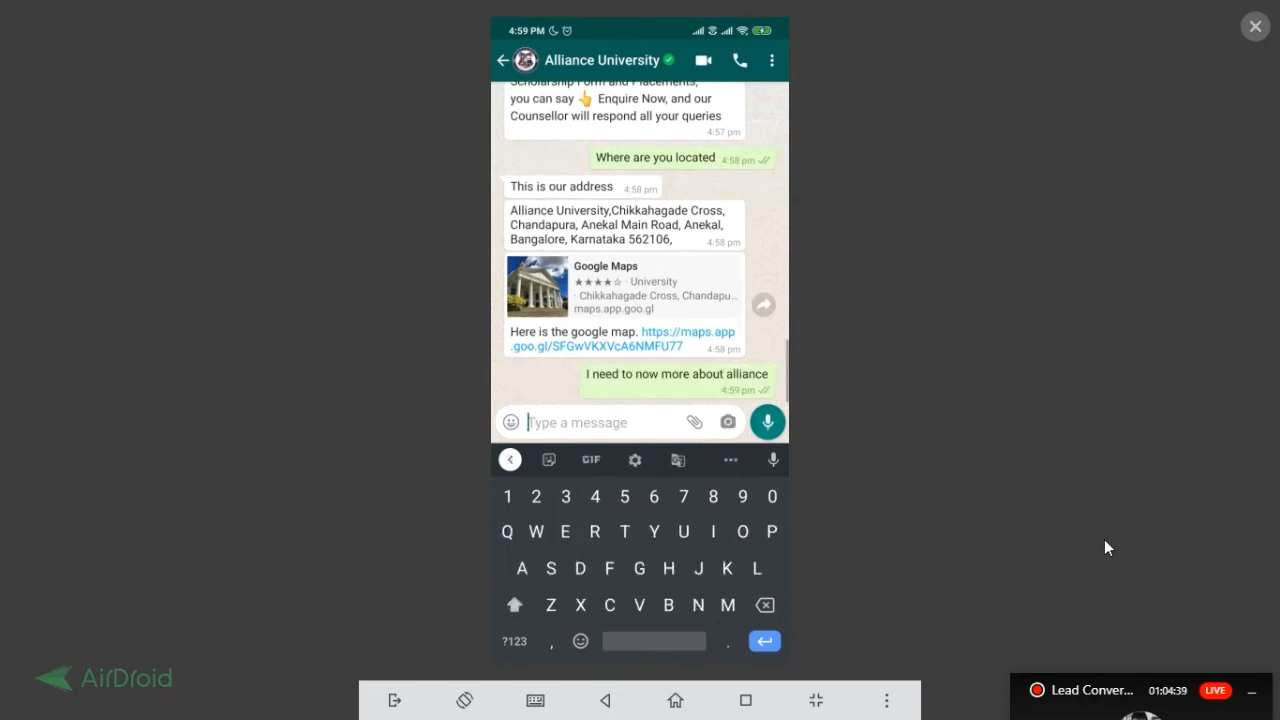 4:59 PM
Alliance University
Scholarship Form and Placements,
you can say 👆 Enquire Now, and our
Counsellor will respond all your queries
4:57 pm
Where are you located 4:58 pm
This is our address 4:58 pm
Alliance University,Chikkahagade Cross,
Chandapura, Anekal Main Road, Anekal,
Bangalore, Karnataka 562106, 4:58 pm
Google Maps
★★★★☆ · University
· Chikkahagade Cross, Chandapu...
maps.app.goo.gl
Here is the google map. https://maps.app
.goo.gl/SFGwVKXVcA6NMFU77 4:58 pm
I need to now more about alliance
4:59 pm
Type a message
GIF
1 2 3 4 5 6 7 8 9 0
Q W E R T Y U I O P
A S D F G H J K L
Z X C V B N M
?123 , .
AirDroid
Lead Conver... 01:04:39 LIVE